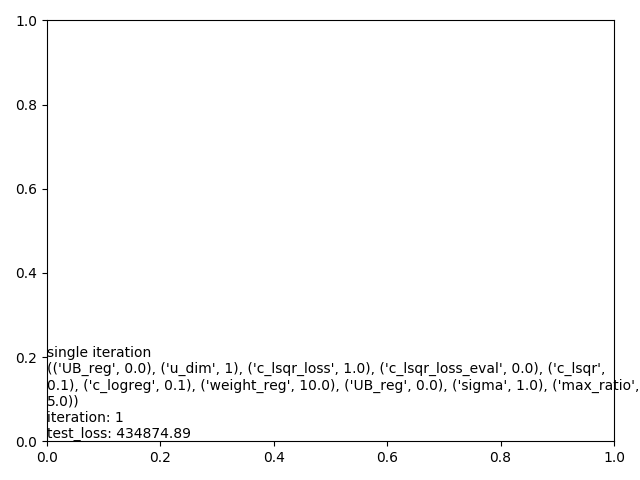 1.0
0.8
0.6
0.4
0.2
0.0
single iteration
(('UB_reg', 0.0), ('u_dim', 1), ('c_lsqr_loss', 1.0), ('c_lsqr_loss_eval', 0.0), ('c_lsqr',
0.1), ('c_logreg', 0.1), ('weight_reg', 10.0), ('UB_reg', 0.0), ('sigma', 1.0), ('max_ratio',
5.0))
iteration: 1
test_loss: 434874.89
0.0 0.2 0.4 0.6 0.8 1.0